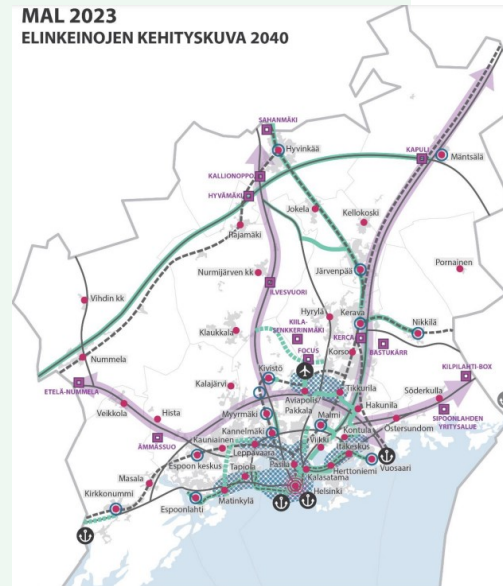 MAL 2023
ELINKEINOJEN KEHITYSKUVA 2040
SAHANMÄKI
Hyvinkää
KALLIONOPPO
KAPULI
Mäntsälä
HYVÄMÄKI
Jokela
Kellokoski
Rajamäki
Nurmijärven kk
Järvenpää
Pornainen
ILVESVUORI
Vihdin kk
Hyrylä
Kerava
Nikkilä
Klaukkala
KIILA-
SENKKERINMÄKI
KERCA
BASTUKÄRR
FOCUS
Korso
Nummela
Kivistö
KILPILAHTI-BOX
ETELÄ-NUMMELA
Kalajärvi
Aviapolis/
Pakkala
Tikkurila
Söderkulla
Veikkola
Hista
Myyrmäki
Malmi
Hakunila
SIPOONLAHDEN
YRITYSALUE
Kannelmäki
Kontula
Östersundom
ÄMMÄSSUO
Kauniainen
Viikki
Itäkeskus
Leppävaara
Espoon keskus
Pasila
Herttoniemi
Vuosaari
Masala
Tapiola
Kalasatama
Kirkkonummi
Matinkylä
Helsinki
Espoonlahti